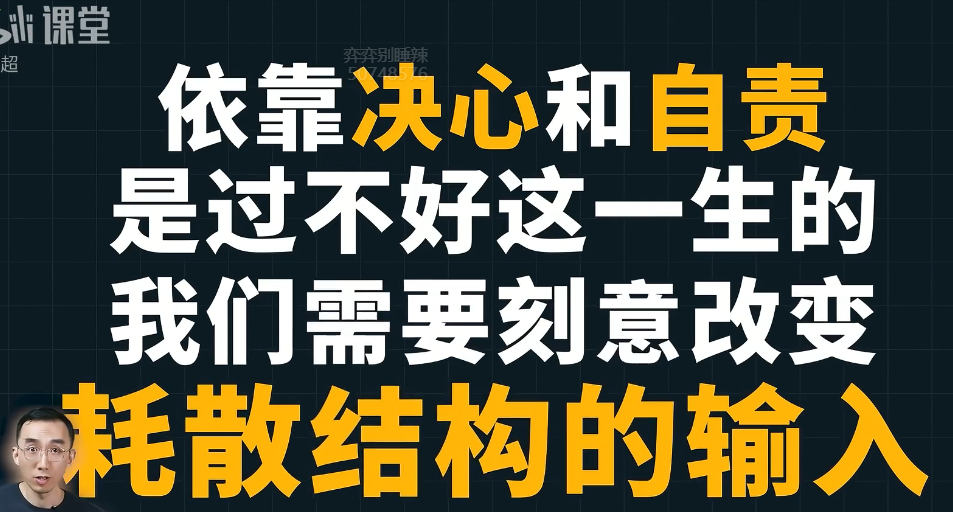 课堂
超
弈弈别睡辣
依靠决心和自责
是过不好这一生的
我们需要刻意改变
耗散结构的输入